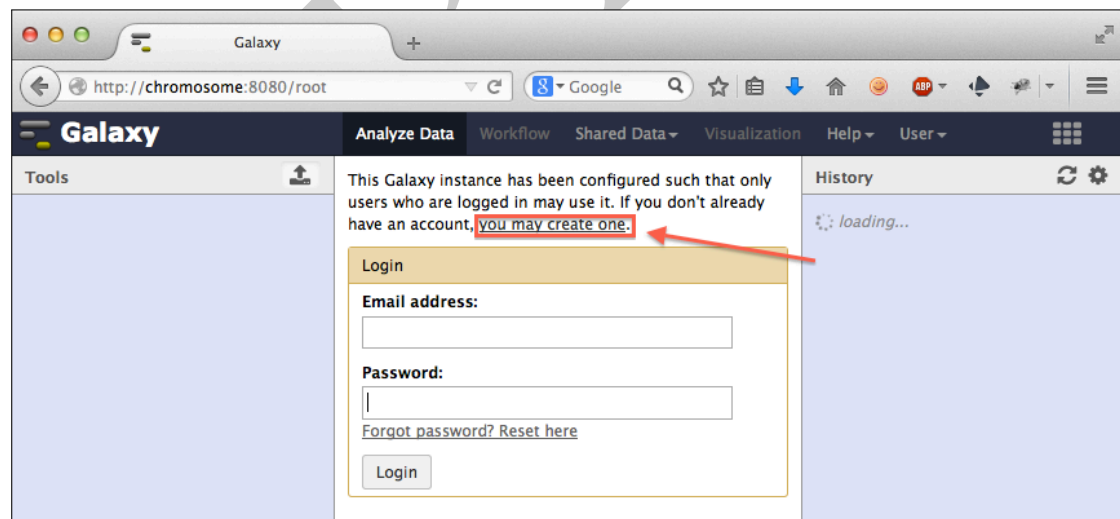 Galaxy
http://chromosome:8080/root
8 Google
ABP
Galaxy
Analyze Data Workflow Shared Data Visualization Help User
Tools
This Galaxy instance has been configured such that only
users who are logged in may use it. If you don't already
have an account, you may create one.
Login
Email address:
Password:
Forgot password? Reset here
Login
History
loading...